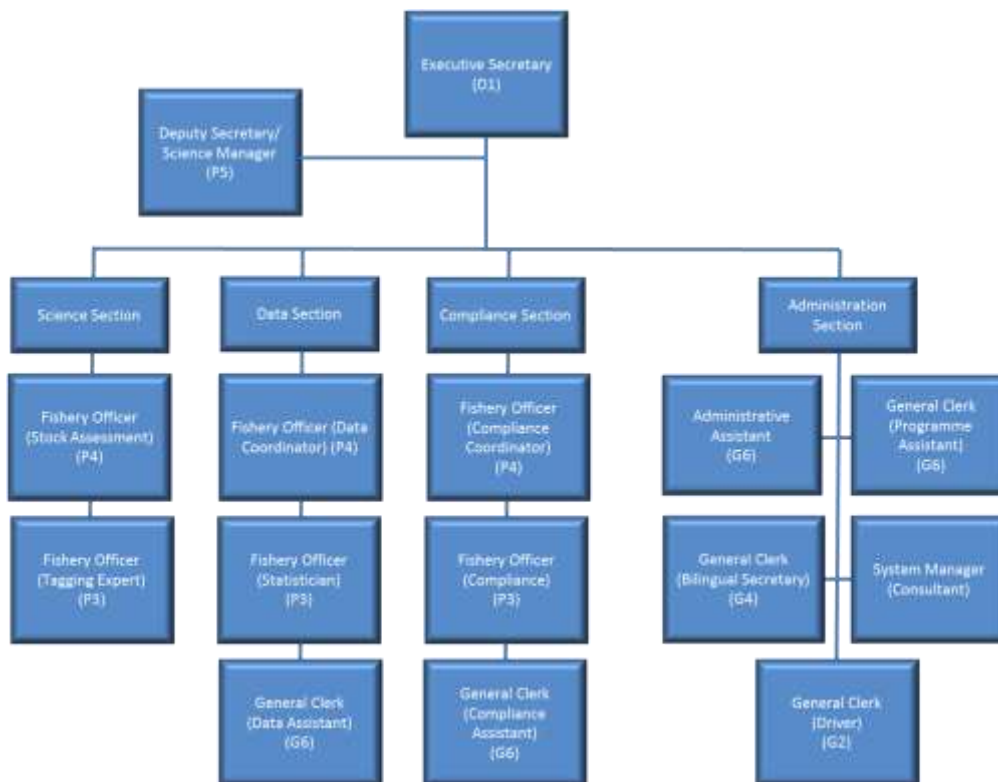 Executive Secretary
(D1)
Deputy Secretary/
Science Manager
(P5)
Science Section
Data Section
Compliance Section
Administration
Section
Fishery Officer
(Stock Assessment)
(P4)
Fishery Officer (Data
Coordinator) (P4)
Fishery Officer
(Compliance
Coordinator)
(P4)
Administrative
Assistant
(G6)
General Clerk
(Programme
Assistant)
(G6)
Fishery Officer
(Tagging Expert)
(P3)
Fishery Officer
(Statistician)
(P3)
Fishery Officer
(Compliance)
(P3)
General Clerk
(Bilingual Secretary)
(G4)
System Manager
(Consultant)
General Clerk
(Data Assistant)
(G6)
General Clerk
(Compliance
Assistant)
(G6)
General Clerk
(Driver)
(G2)